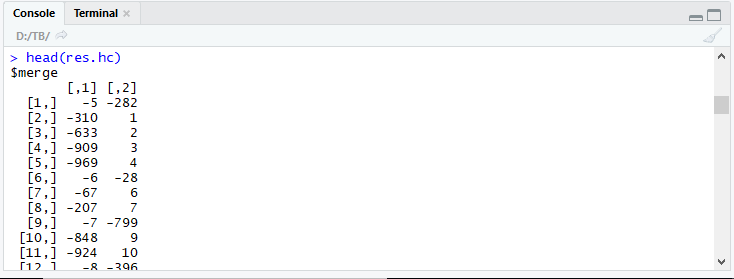 Console Terminal ×
D:/TB/
> head(res.hc)
$merge
[,1] [,2]
[1,] -5 -282
[2,] -310 1
[3,] -633 2
[4,] -909 3
[5,] -969 4
[6,] -6 -28
[7,] -67 6
[8,] -207 7
[9,] -7 -799
[10,] -848 9
[11,] -924 10
[12,] -8 -396